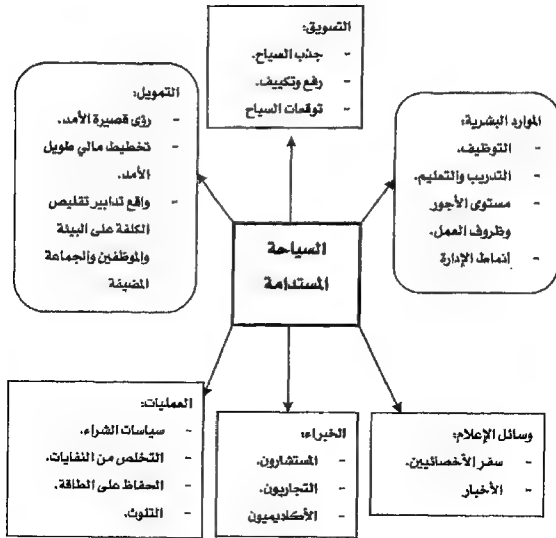 التسويق:
- جذب السياح.
- رفع وتكييف.
توقعات السياح
الموارد البشرية:
- التوظيف.
- التدريب والتعليم.
- مستوى الأجور
وظروف العمل.
- أنماط الإدارة
التمويل:
- رؤى قصيرة الأمد.
- تخطيط مالي طويل
الأمد.
- واقع تدابير تقليص
الكلفة على البيئة
والموظفين والجماعة
المضيفة
السياحة
المستدامة
وسائل الإعلام:
- سفر الأخصائيين.
- الأخبار
الخبراء:
- المستشارون.
- التجاريون.
- الأكاديميون
العمليات:
- سياسات الشراء.
- التخلص من النفايات.
- الحفاظ على الطاقة.
- التلوث.